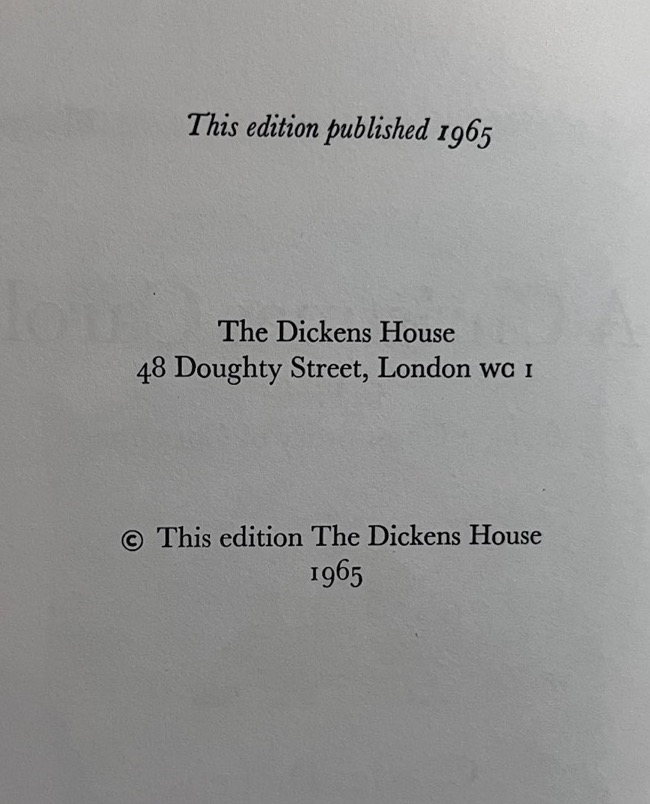 This edition published 1965
The Dickens House
48 Doughty Street, London WC 1
© This edition The Dickens House
1965